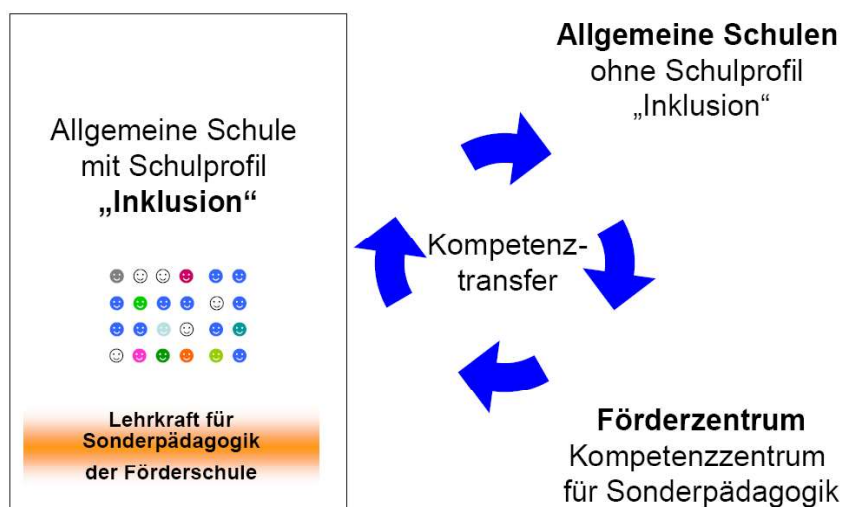 Allgemeine Schule
mit Schulprofil
„Inklusion“
Lehrkraft für
Sonderpädagogik
der Förderschule
Allgemeine Schulen
ohne Schulprofil
„Inklusion“
Kompetenz-
transfer
Förderzentrum
Kompetenzzentrum
für Sonderpädagogik